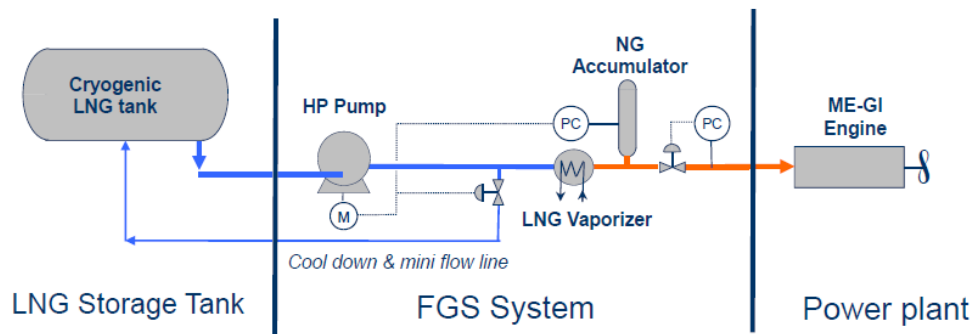 Cryogenic
LNG tank
HP Pump
NG
Accumulator
PC
PC
ME-GI
Engine
M
LNG Vaporizer
Cool down & mini flow line
LNG Storage Tank
FGS System
Power plant